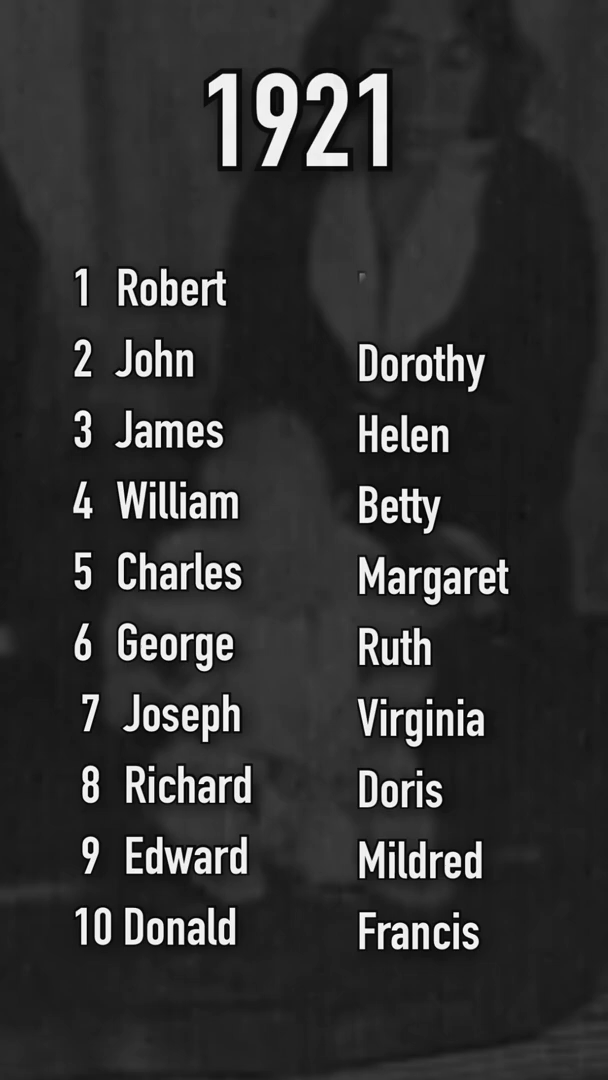 1921
1 Robert
2 John Dorothy
3 James Helen
4 William Betty
5 Charles Margaret
6 George Ruth
7 Joseph Virginia
8 Richard Doris
9 Edward Mildred
10 Donald Francis